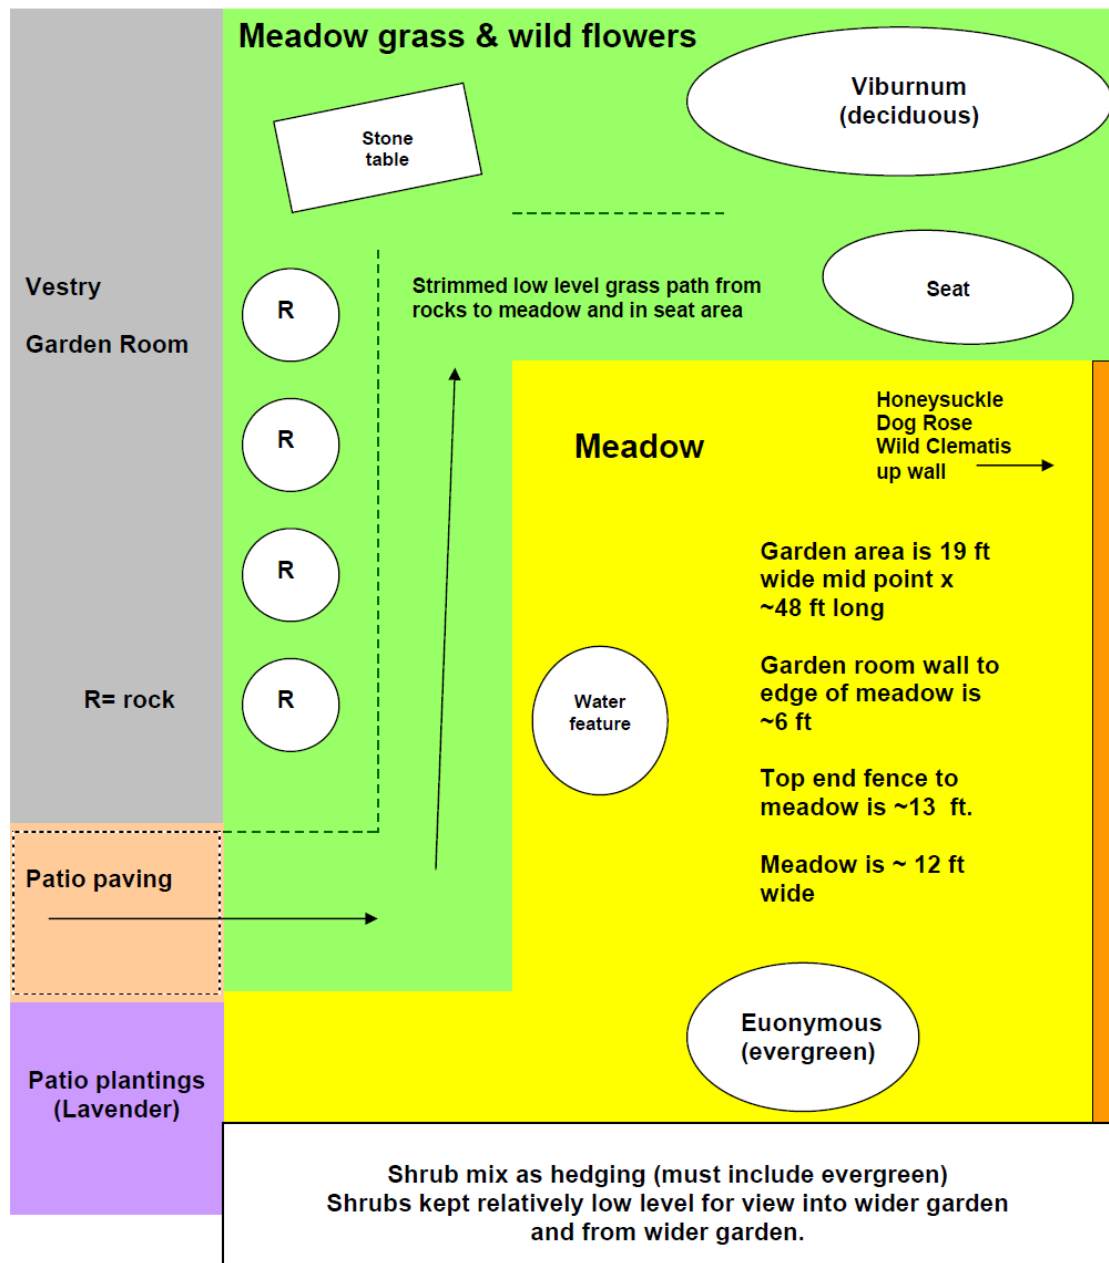 Meadow grass & wild flowers
Viburnum
(deciduous)
Stone
table
Vestry
Garden Room
R
Strimmed low level grass path from
rocks to meadow and in seat area
Seat
R
Meadow
Honeysuckle
Dog Rose
Wild Clematis
up wall
R
Garden area is 19 ft
wide mid point x
~48 ft long
R= rock
R
Water
feature
Garden room wall to
edge of meadow is
~6 ft
Top end fence to
meadow is ~13 ft.
Patio paving
Meadow is ~ 12 ft
wide
Euonymous
(evergreen)
Patio plantings
(Lavender)
Shrub mix as hedging (must include evergreen)
Shrubs kept relatively low level for view into wider garden
and from wider garden.